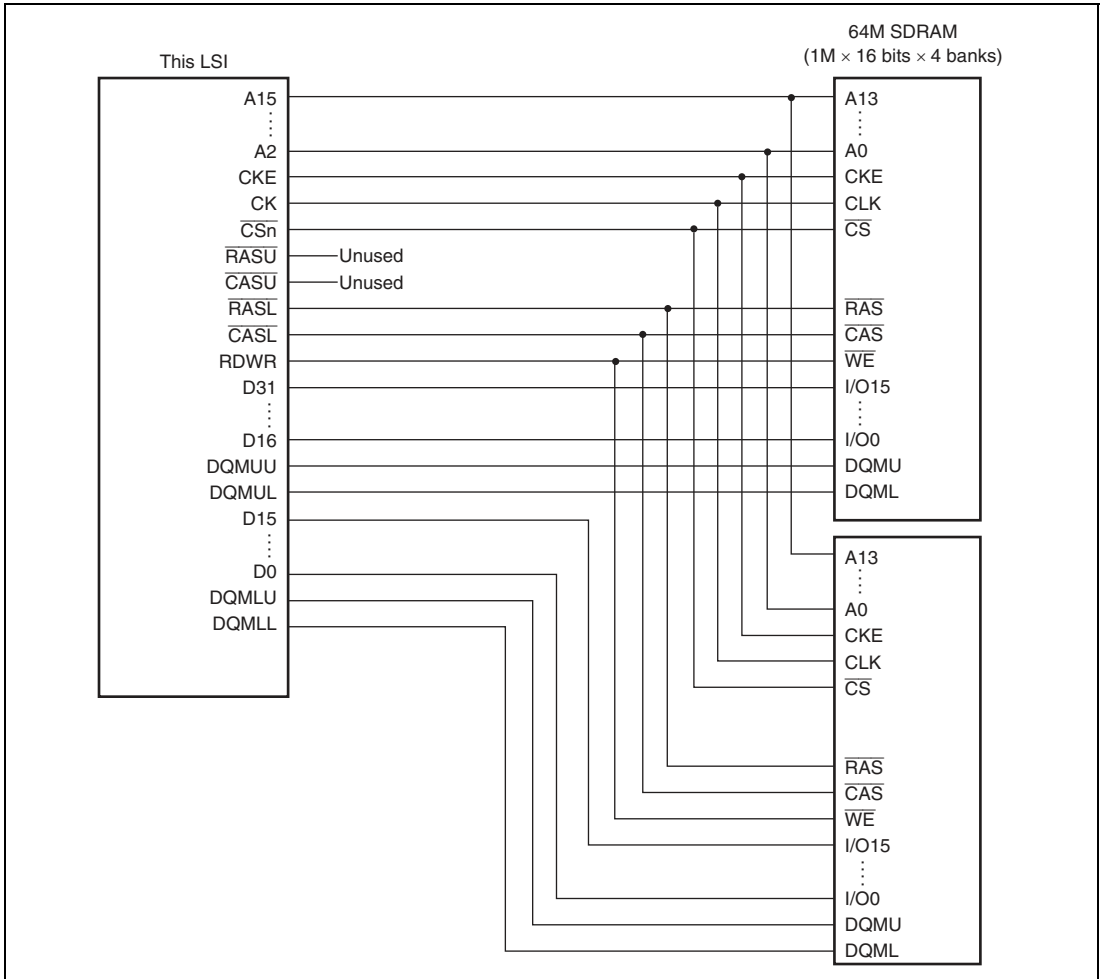 This LSI
A15
A2
CKE
CK
CSn
RASU
CASU
RASL
CASL
RDWR
D31
D16
DQMUU
DQMUL
D15
D0
DQMLU
DQMLL
Unused
Unused
64M SDRAM
(1M × 16 bits × 4 banks)
A13
A0
CKE
CLK
CS
RAS
CAS
WE
I/O15
I/O0
DQMU
DQML
A13
A0
CKE
CLK
CS
RAS
CAS
WE
I/O15
I/O0
DQMU
DQML